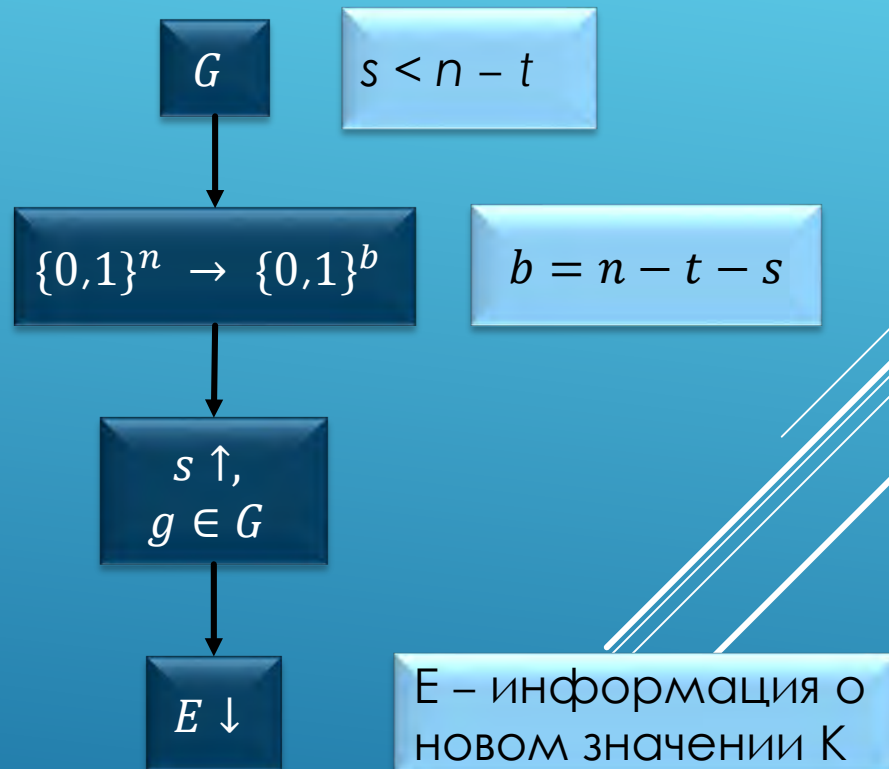 G
s < n – t
{0,1}ⁿ → {0,1}ᵇ
b = n − t − s
s ↑,
g ∈ G
E ↓
E – информация о
новом значении К